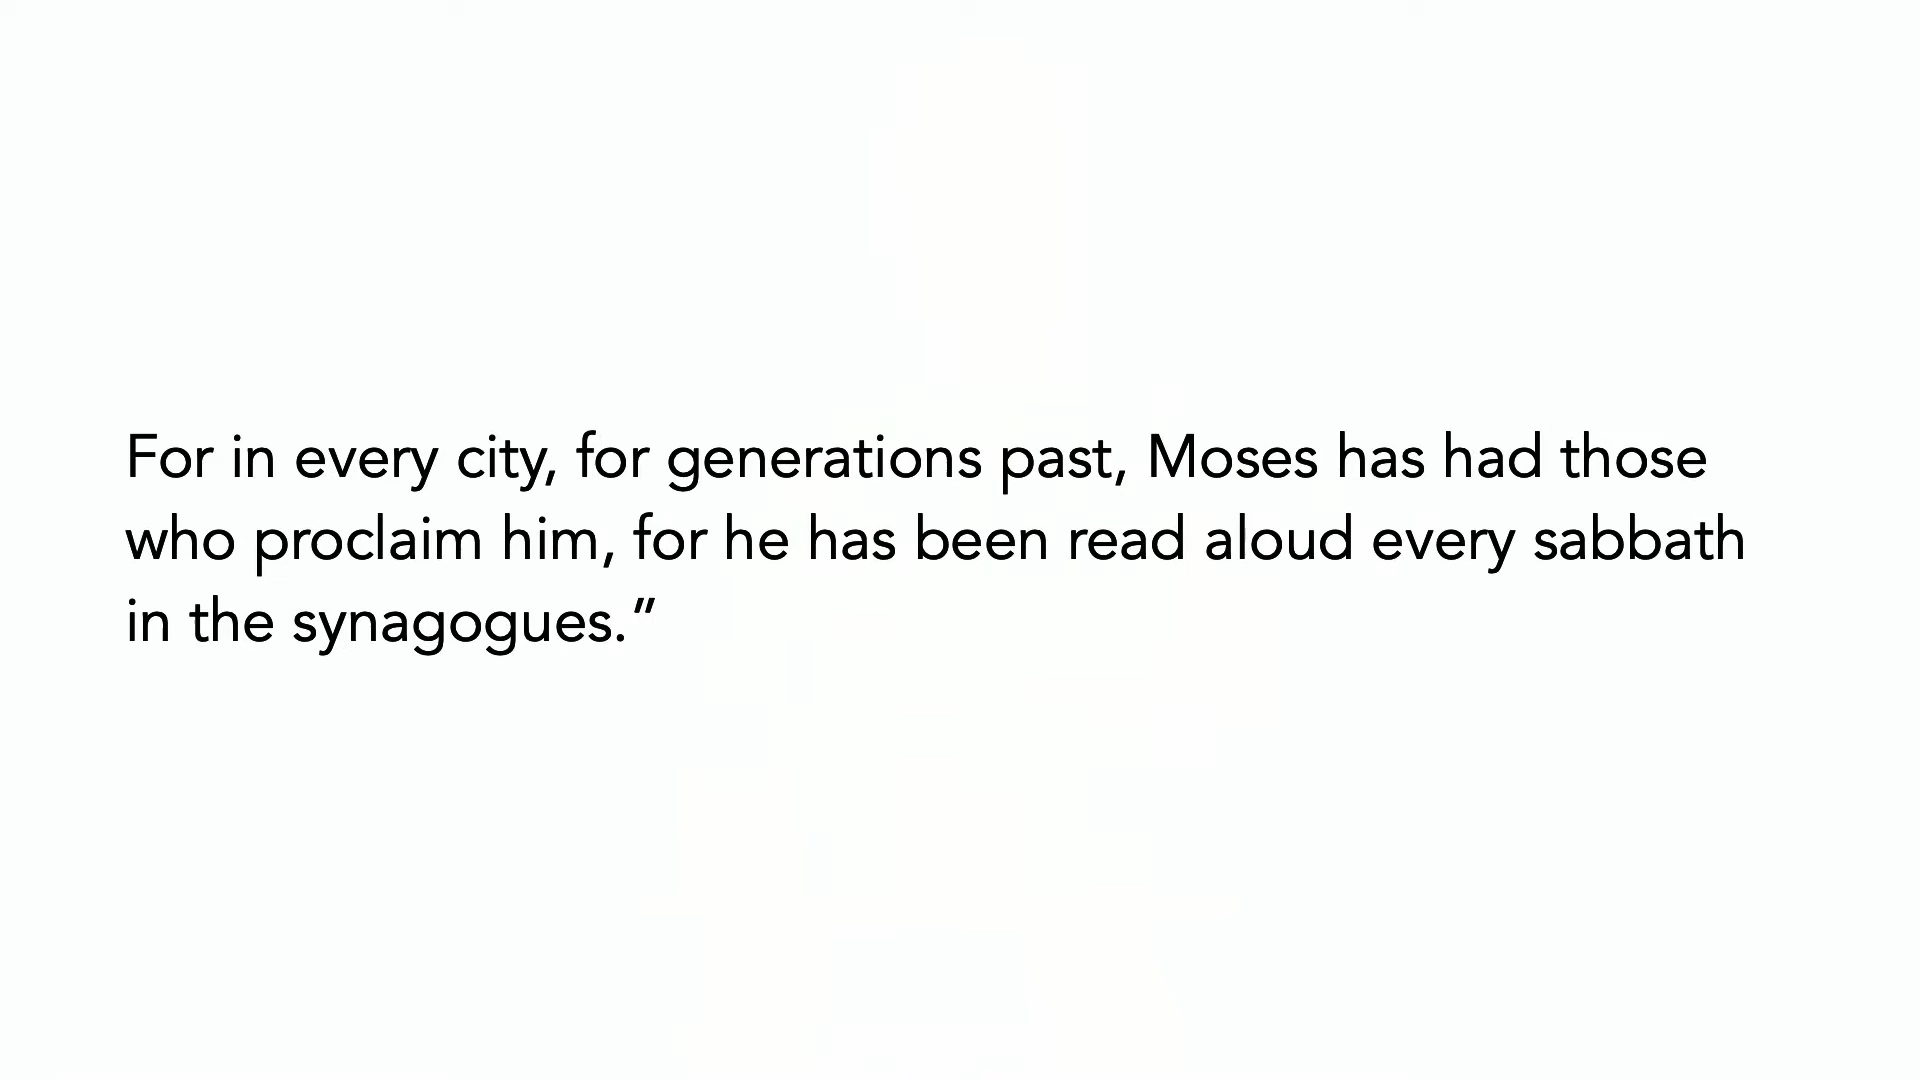 For in every city, for generations past, Moses has had those
who proclaim him, for he has been read aloud every sabbath
in the synagogues.”